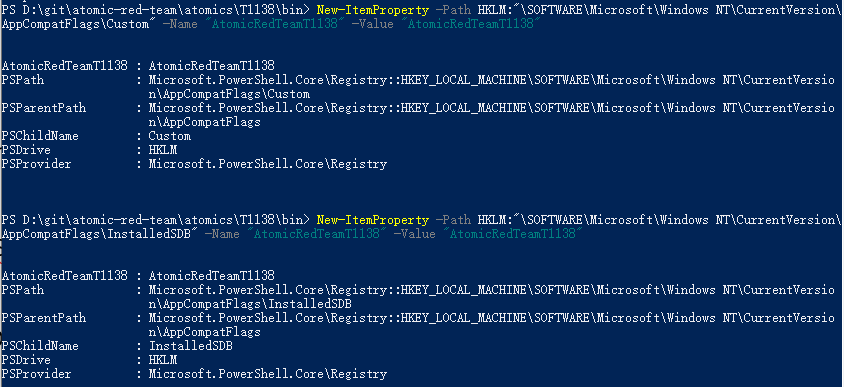 PS D:\git\atomic-red-team\atomics\T1138\bin> New-ItemProperty -Path HKLM:"\SOFTWARE\Microsoft\Windows NT\CurrentVersion\
AppCompatFlags\Custom" -Name "AtomicRedTeamT1138" -Value "AtomicRedTeamT1138"
AtomicRedTeamT1138 : AtomicRedTeamT1138
PSPath : Microsoft.PowerShell.Core\Registry::HKEY_LOCAL_MACHINE\SOFTWARE\Microsoft\Windows NT\CurrentVersio
n\AppCompatFlags\Custom
PSParentPath : Microsoft.PowerShell.Core\Registry::HKEY_LOCAL_MACHINE\SOFTWARE\Microsoft\Windows NT\CurrentVersio
n\AppCompatFlags
PSChildName : Custom
PSDrive : HKLM
PSProvider : Microsoft.PowerShell.Core\Registry
PS D:\git\atomic-red-team\atomics\T1138\bin> New-ItemProperty -Path HKLM:"\SOFTWARE\Microsoft\Windows NT\CurrentVersion\
AppCompatFlags\InstalledSDB" -Name "AtomicRedTeamT1138" -Value "AtomicRedTeamT1138"
AtomicRedTeamT1138 : AtomicRedTeamT1138
PSPath : Microsoft.PowerShell.Core\Registry::HKEY_LOCAL_MACHINE\SOFTWARE\Microsoft\Windows NT\CurrentVersio
n\AppCompatFlags\InstalledSDB
PSParentPath : Microsoft.PowerShell.Core\Registry::HKEY_LOCAL_MACHINE\SOFTWARE\Microsoft\Windows NT\CurrentVersio
n\AppCompatFlags
PSChildName : InstalledSDB
PSDrive : HKLM
PSProvider : Microsoft.PowerShell.Core\Registry